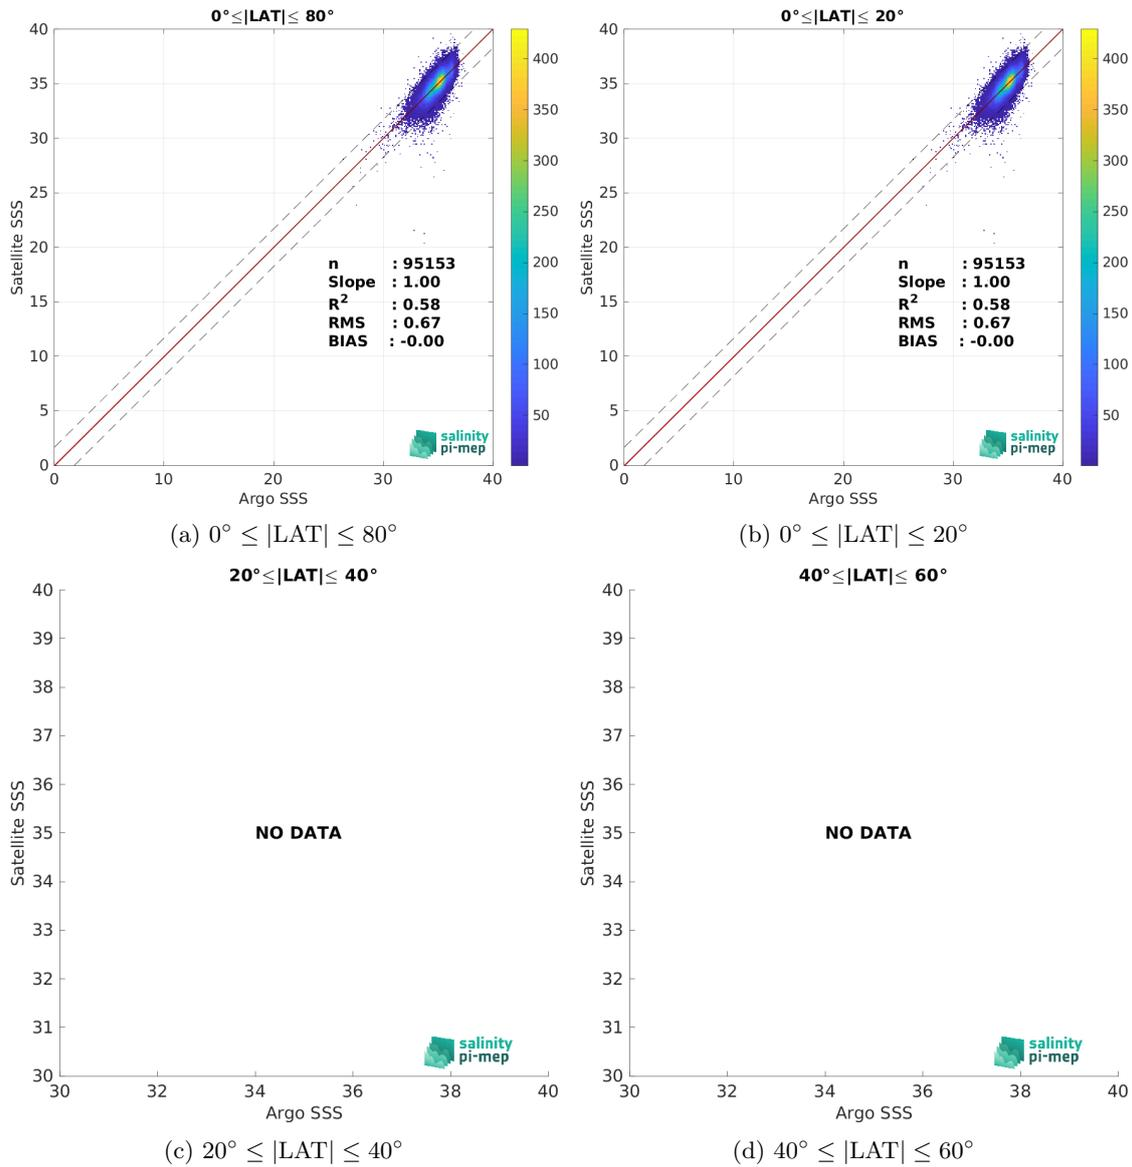 0°≤|LAT|≤ 80°
40
35
30
25
20
15
10
5
0
Satellite SSS
0
10
20
30
40
Argo SSS
400
350
300
250
200
150
100
50
n : 95153
Slope : 1.00
R² : 0.58
RMS : 0.67
BIAS : -0.00
salinity
pi-mep
(a) 0° ≤ |LAT| ≤ 80°
0°≤|LAT|≤ 20°
40
35
30
25
20
15
10
5
0
Satellite SSS
0
10
20
30
40
Argo SSS
400
350
300
250
200
150
100
50
n : 95153
Slope : 1.00
R² : 0.58
RMS : 0.67
BIAS : -0.00
salinity
pi-mep
(b) 0° ≤ |LAT| ≤ 20°
20°≤|LAT|≤ 40°
40
39
38
37
36
35
34
33
32
31
30
Satellite SSS
NO DATA
salinity
pi-mep
30
32
34
36
38
40
Argo SSS
(c) 20° ≤ |LAT| ≤ 40°
40°≤|LAT|≤ 60°
40
39
38
37
36
35
34
33
32
31
30
Satellite SSS
NO DATA
salinity
pi-mep
30
32
34
36
38
40
Argo SSS
(d) 40° ≤ |LAT| ≤ 60°